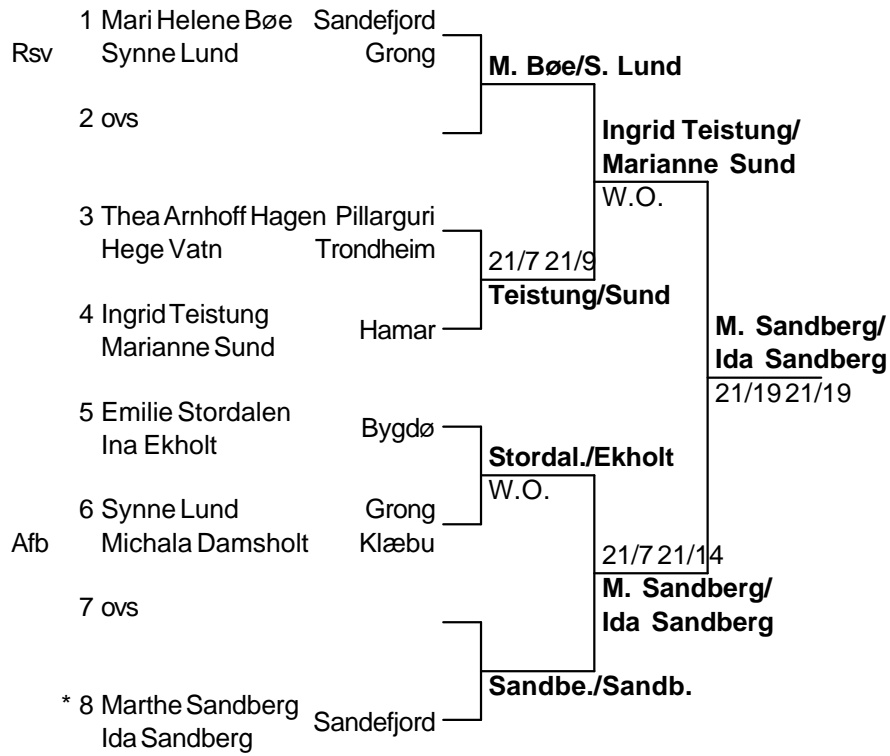 1 Mari Helene Bøe Sandefjord
Rsv Synne Lund Grong
M. Bøe/S. Lund
2 ovs
Ingrid Teistung/
Marianne Sund
W.O.
3 Thea Arnhoff Hagen Pillarguri
Hege Vatn Trondheim
21/7 21/9
Teistung/Sund
4 Ingrid Teistung
Marianne Sund
Hamar
M. Sandberg/
Ida Sandberg
21/19 21/19
5 Emilie Stordalen
Ina Ekholt
Bygdø
Stordal./Ekholt
W.O.
6 Synne Lund Grong
Afb Michala Damsholt Klæbu
21/7 21/14
M. Sandberg/
Ida Sandberg
7 ovs
Sandbe./Sandb.
* 8 Marthe Sandberg
Ida Sandberg
Sandefjord